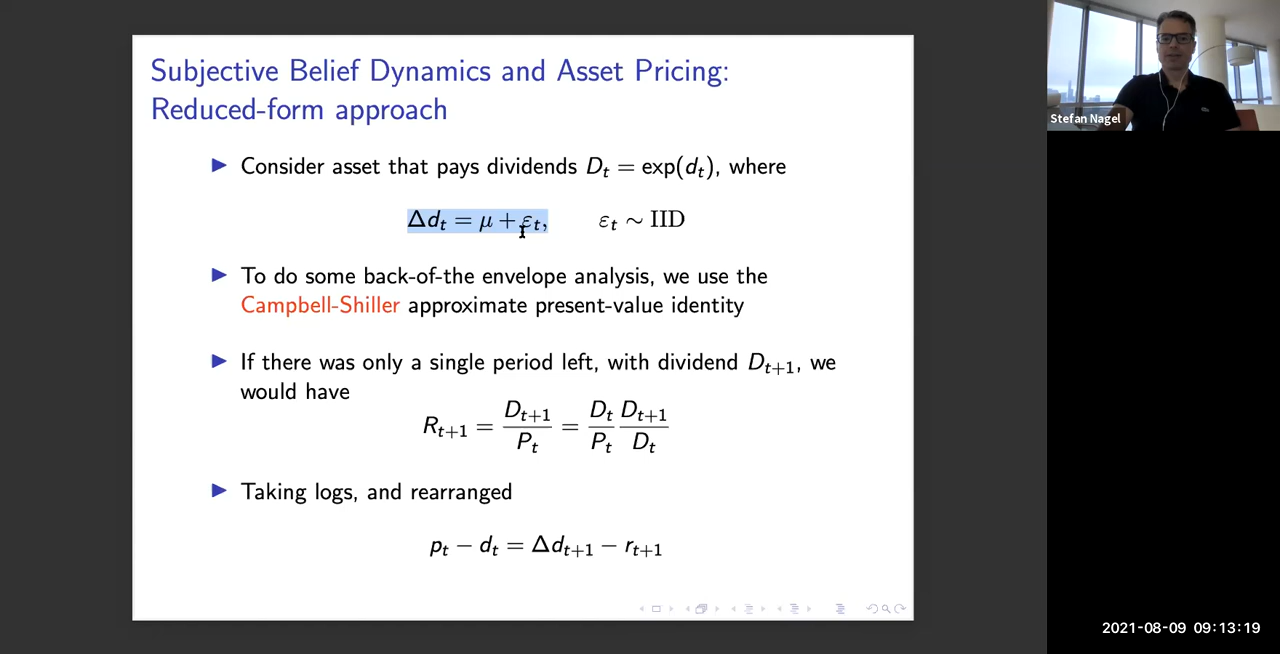 Subjective Belief Dynamics and Asset Pricing:
Reduced-form approach
▶ Consider asset that pays dividends D_t = exp(d_t), where
Δd_t = μ + ε_t,   ε_t ∼ IID
▶ To do some back-of-the envelope analysis, we use the
Campbell-Shiller approximate present-value identity
▶ If there was only a single period left, with dividend D_{t+1}, we
would have
R_{t+1} = D_{t+1}/P_t = D_t/P_t D_{t+1}/D_t
▶ Taking logs, and rearranged
p_t − d_t = Δd_{t+1} − r_{t+1}
Stefan Nagel
2021-08-09 09:13:19